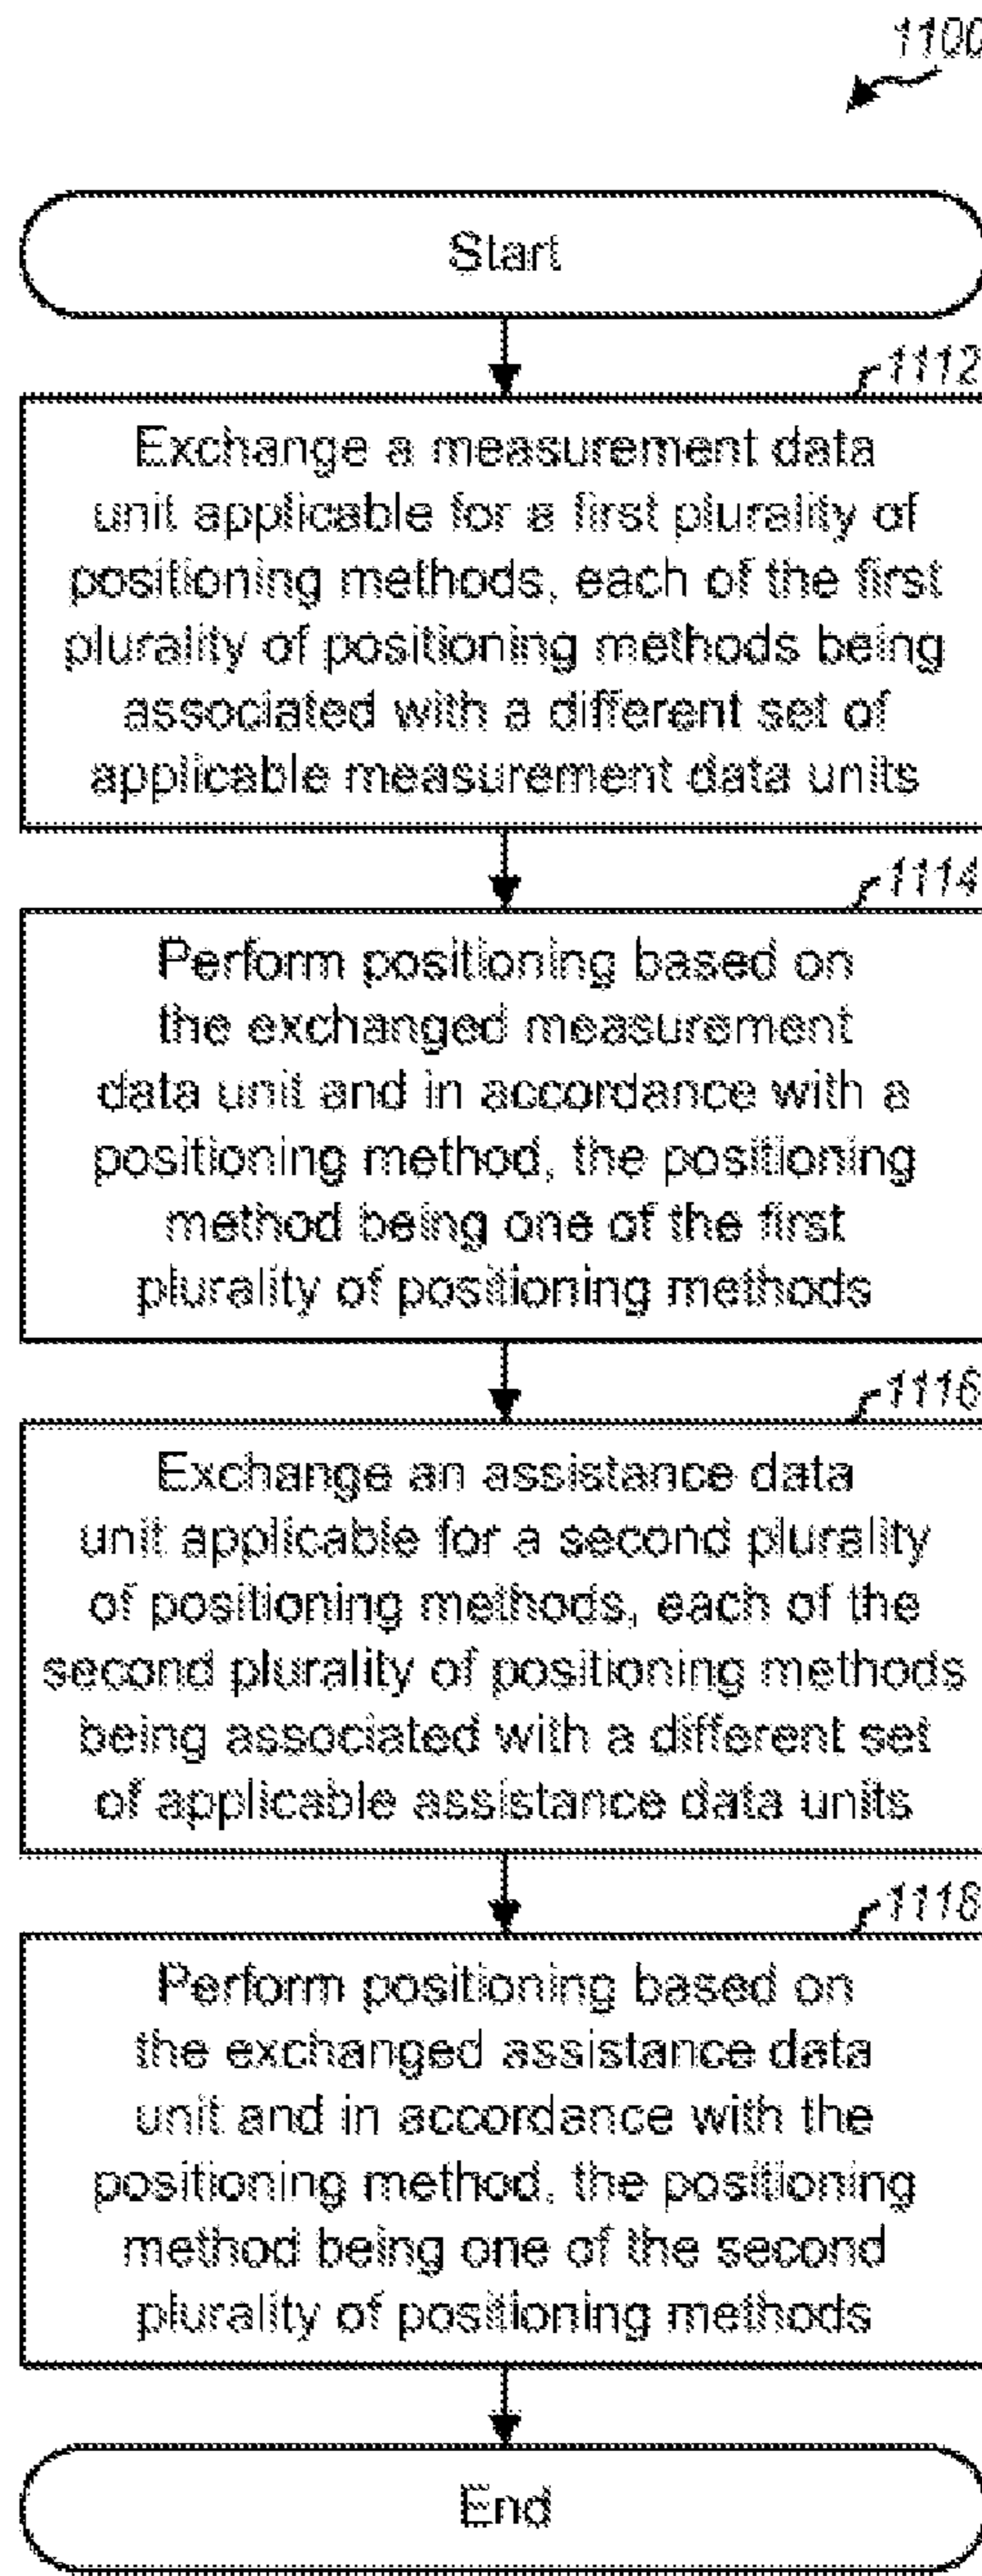 1100
Start
1112
Exchange a measurement data
unit applicable for a first plurality of
positioning methods, each of the first
plurality of positioning methods being
associated with a different set of
applicable measurement data units
1114
Perform positioning based on
the exchanged measurement
data unit and in accordance with a
positioning method, the positioning
method being one of the first
plurality of positioning methods
1116
Exchange an assistance data
unit applicable for a second plurality
of positioning methods, each of the
second plurality of positioning methods
being associated with a different set
of applicable assistance data units
1118
Perform positioning based on
the exchanged assistance data
unit and in accordance with the
positioning method, the positioning
method being one of the second
plurality of positioning methods
End